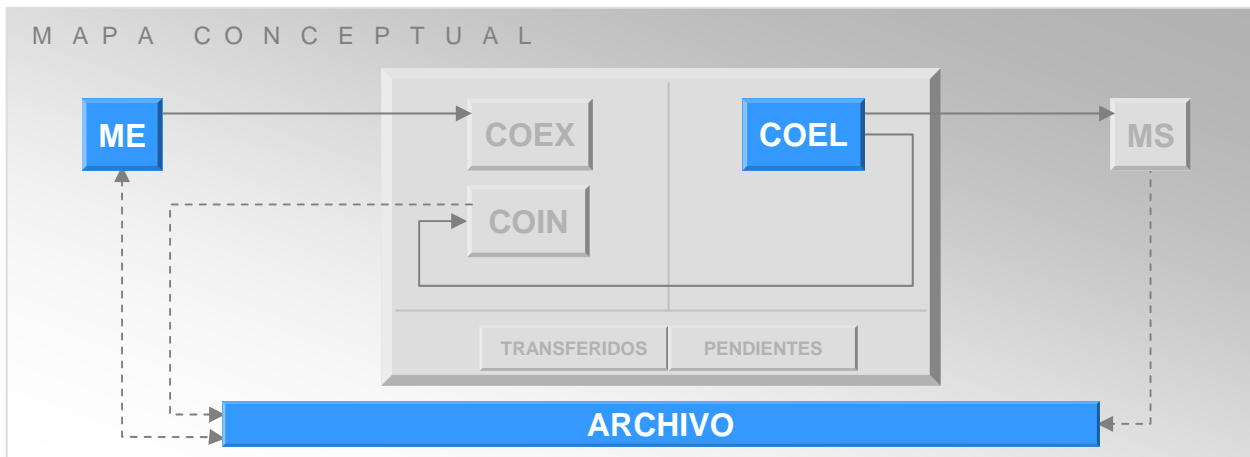 MAPA CONCEPTUAL
ME
COEX
COEL
MS
COIN
TRANSFERIDOS
PENDIENTES
ARCHIVO